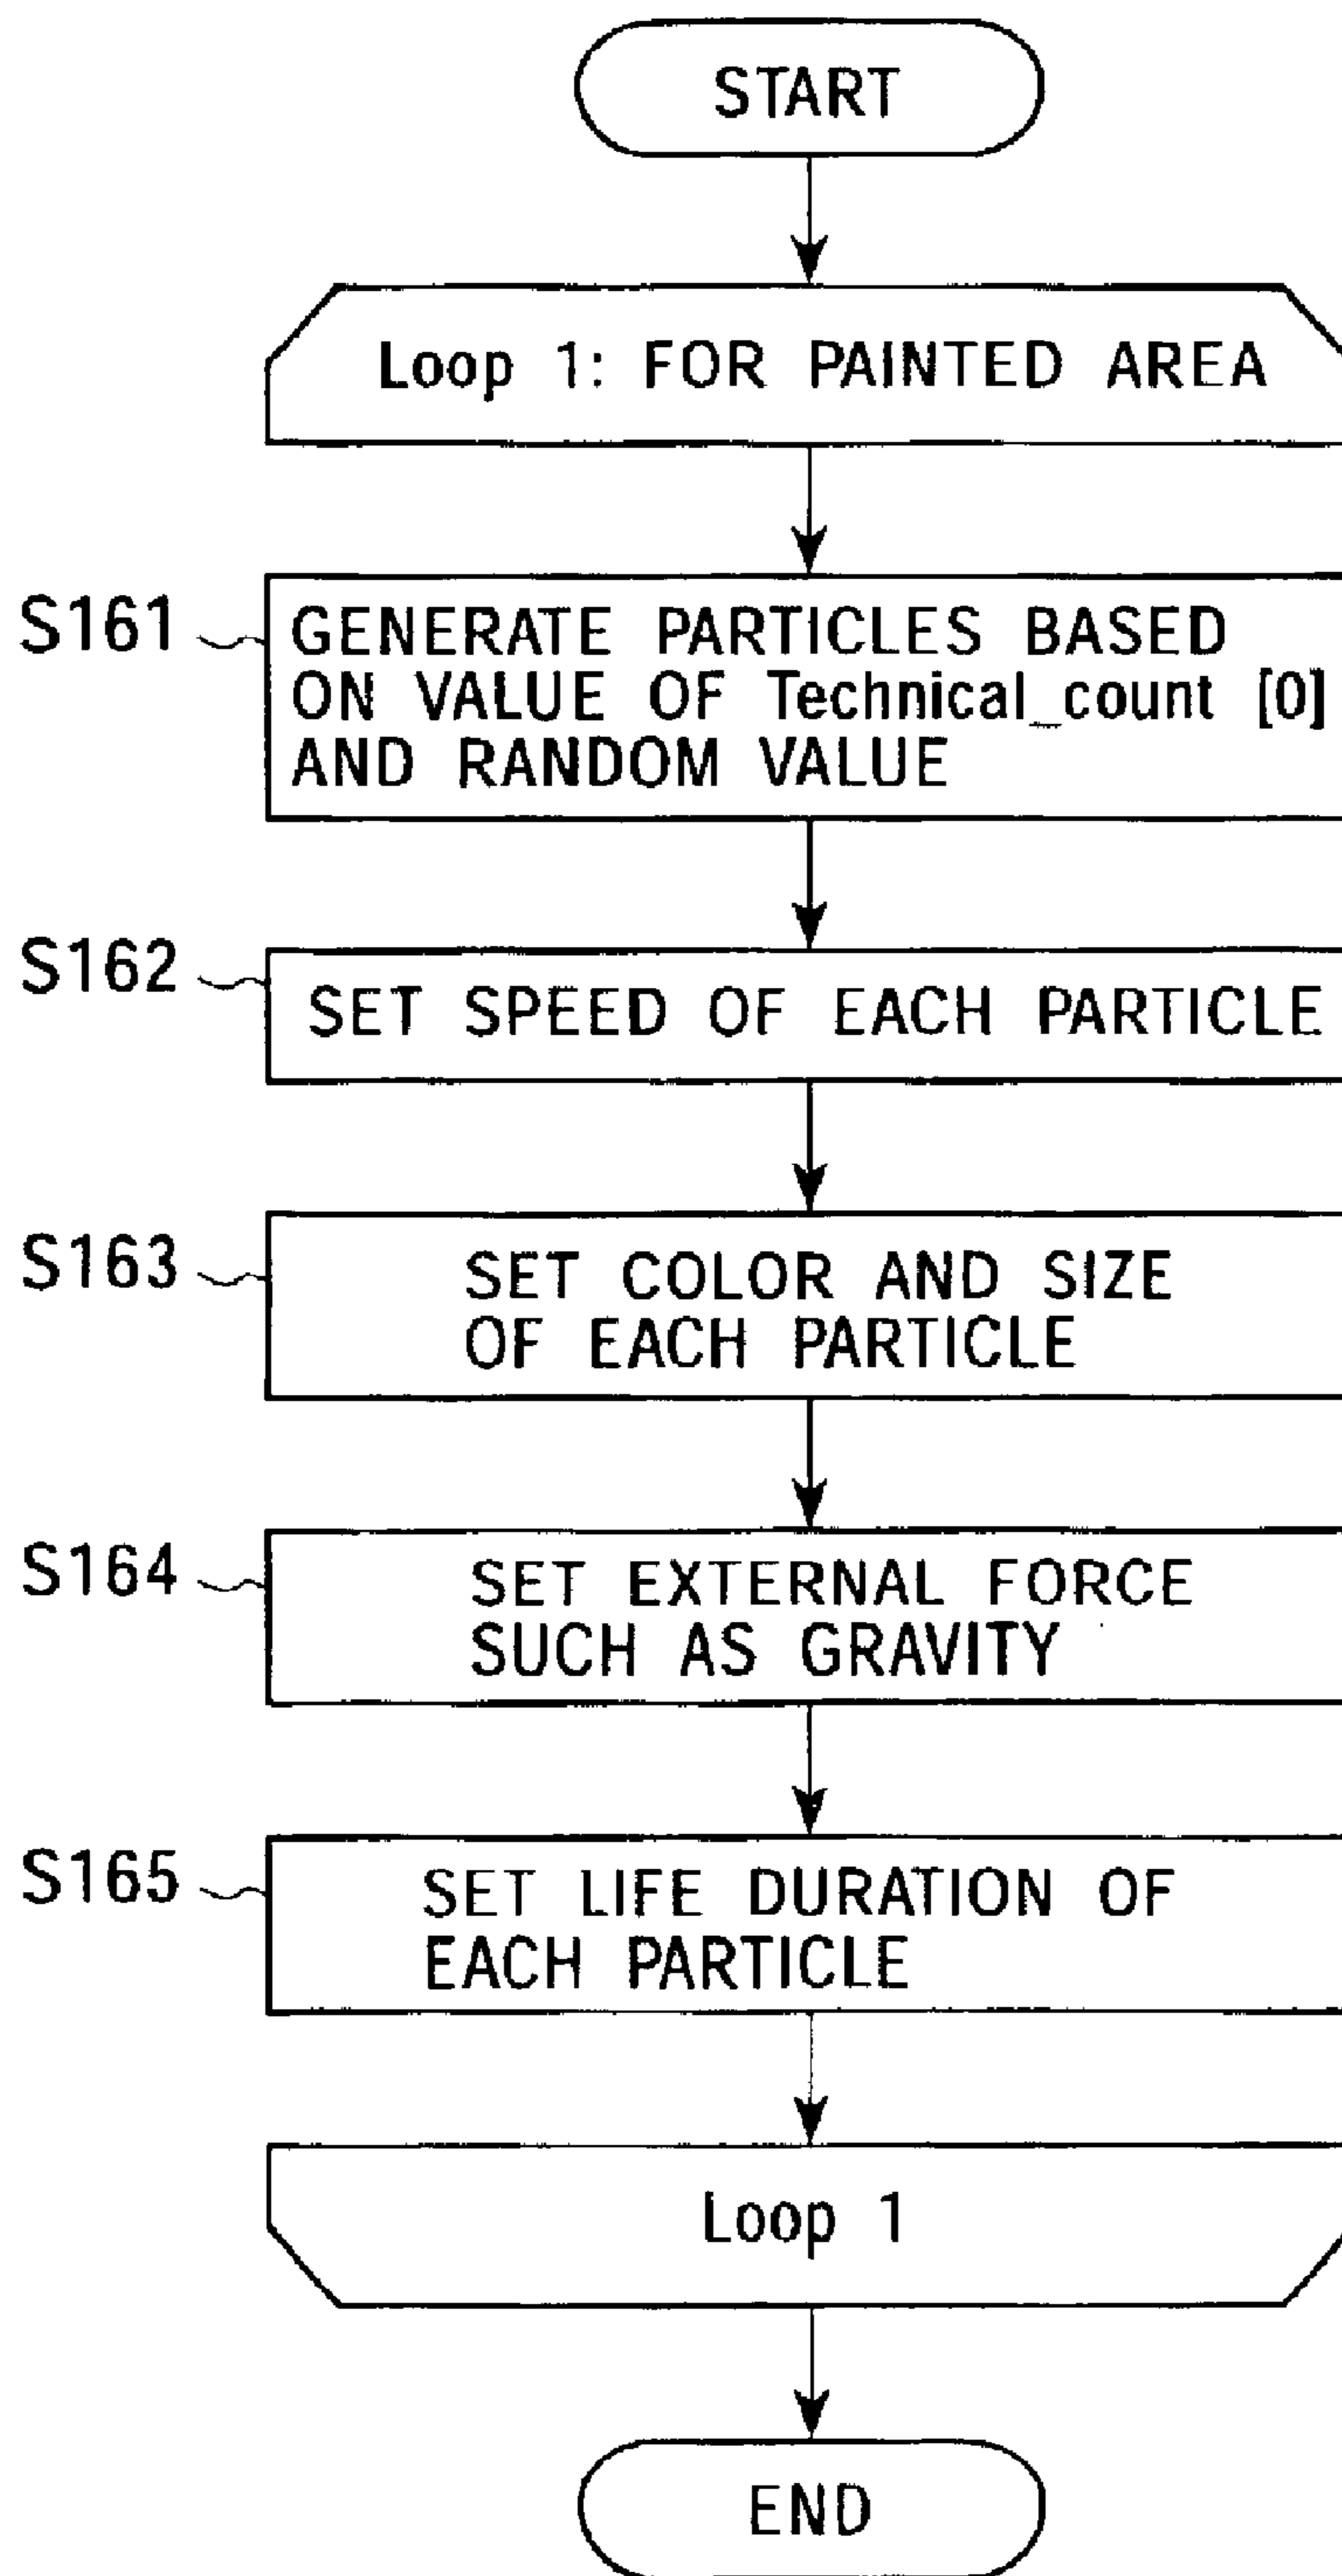 START
Loop 1: FOR PAINTED AREA
S161
GENERATE PARTICLES BASED
ON VALUE OF Technical_count [0]
AND RANDOM VALUE
S162
SET SPEED OF EACH PARTICLE
S163
SET COLOR AND SIZE
OF EACH PARTICLE
S164
SET EXTERNAL FORCE
SUCH AS GRAVITY
S165
SET LIFE DURATION OF
EACH PARTICLE
Loop 1
END